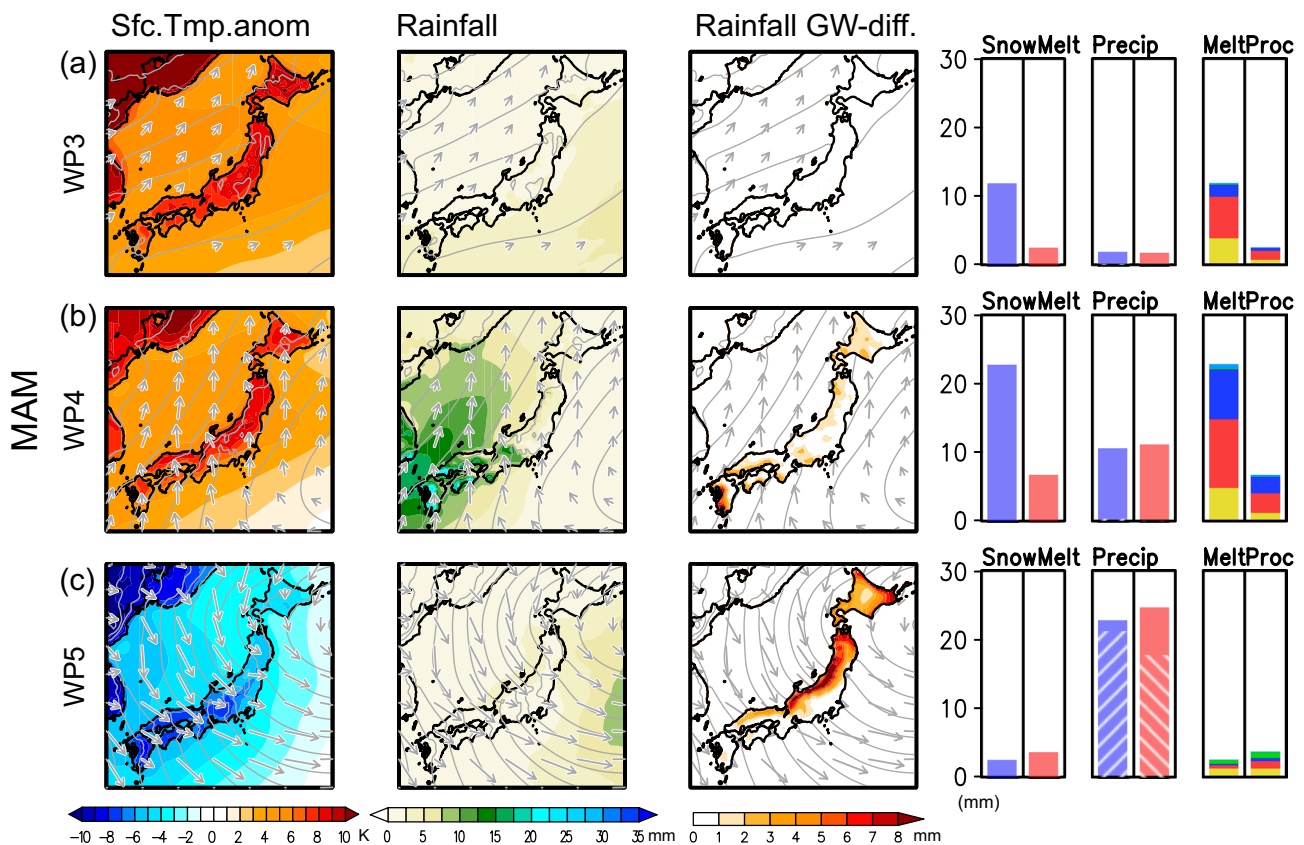 Sfc.Tmp.anom Rainfall Rainfall GW-diff.
(a) SnowMelt Precip MeltProc
30
20
10
0
WP3
(b) SnowMelt Precip MeltProc
30
20
10
0
MAM
WP4
(c) SnowMelt Precip MeltProc
30
20
10
0
WP5
(mm)
-10 -8 -6 -4 -2 0 2 4 6 8 10 K
0 5 10 15 20 25 30 35 mm
0 1 2 3 4 5 6 7 8 mm